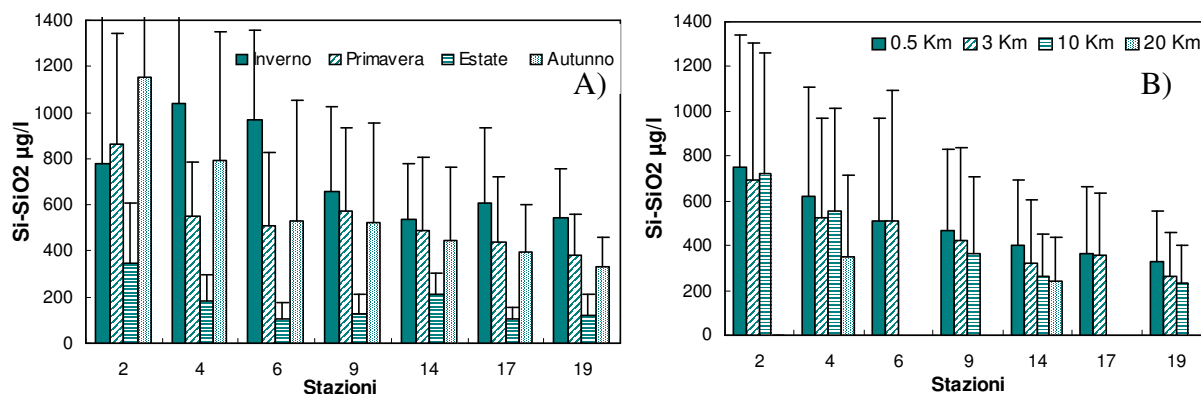 1400
1200
1000
800
600
400
200
0
Si-SiO2 µg/l
Inverno Primavera Estate Autunno
A)
2 4 6 9 14 17 19
Stazioni
1400
1200
1000
800
600
400
200
0
Si-SiO2 µg/l
0.5 Km 3 Km 10 Km 20 Km
B)
2 4 6 9 14 17 19
Stazioni